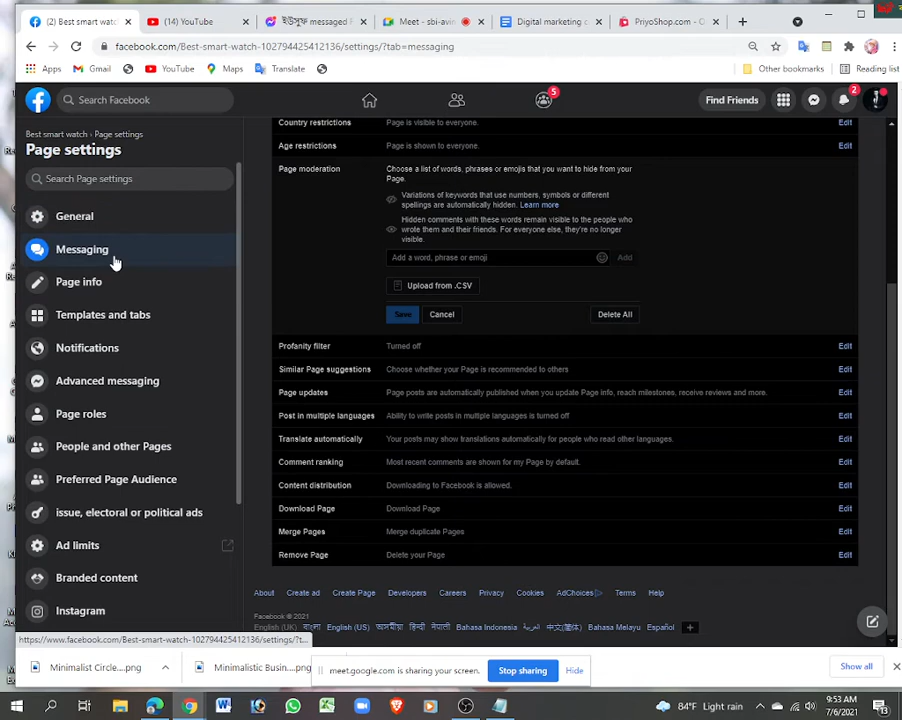 (2) Best smart watch
(14) YouTube
ইউসুফ messaged
Meet - sbi-avin
Digital marketing c
PriyoShop.com - O
facebook.com/Best-smart-watch-102794425412136/settings/?tab=messaging
Apps
Gmail
YouTube
Maps
Translate
Other bookmarks
Reading list
Search Facebook
5
Find Friends
2
Best smart watch › Page settings
Page settings
Search Page settings
General
Messaging
Page info
Templates and tabs
Notifications
Advanced messaging
Page roles
People and other Pages
Preferred Page Audience
issue, electoral or political ads
Ad limits
Branded content
Instagram
Country restrictions Page is visible to everyone. Edit
Age restrictions Page is shown to everyone. Edit
Page moderation Choose a list of words, phrases or emojis that you want to hide from your
Page.
Variations of keywords that use numbers, symbols or different
spellings are automatically hidden. Learn more
Hidden comments with these words remain visible to the people who
wrote them and their friends. For everyone else, they're no longer
visible.
Add a word, phrase or emoji Add
Upload from .CSV
Save Cancel Delete All
Profanity filter Turned off Edit
Similar Page suggestions Choose whether your Page is recommended to others Edit
Page updates Page posts are automatically published when you update Page info, reach milestones, receive reviews and more. Edit
Post in multiple languages Ability to write posts in multiple languages is turned off Edit
Translate automatically Your posts may show translations automatically for people who read other languages. Edit
Comment ranking Most recent comments are shown for my Page by default. Edit
Content distribution Downloading to Facebook is allowed. Edit
Download Page Download Page Edit
Merge Pages Merge duplicate Pages Edit
Remove Page Delete your Page Edit
About Create ad Create Page Developers Careers Privacy Cookies AdChoices Terms Help
Facebook © 2021
English (UK) বাংলা English (US) অসমীয়া हिन्दी नेपाली Bahasa Indonesia العربية 中文(简体) Bahasa Melayu Español
https://www.facebook.com/Best-smart-watch-102794425412136/settings/?t...
Minimalist Circle....png
Minimalistic Busin....png
meet.google.com is sharing your screen.
Stop sharing
Hide
Show all
84°F Light rain
9:53 AM
7/6/2021